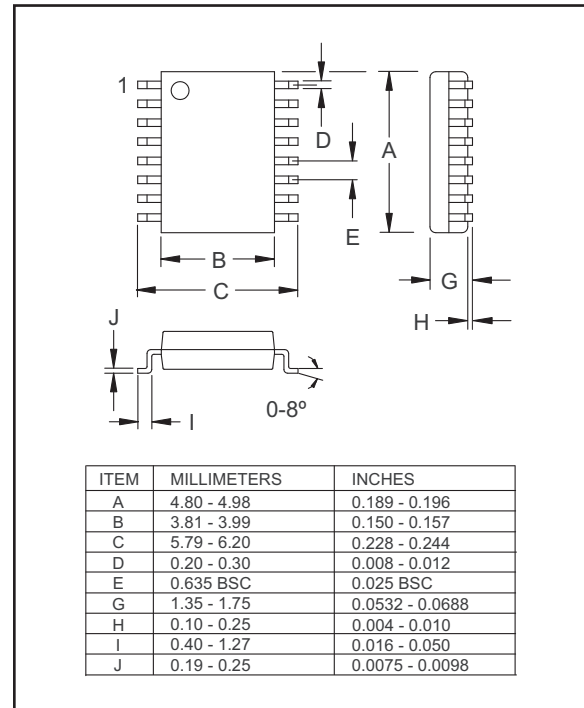 1
D
A
E
B
C
G
H
J
I
0-8º
ITEM MILLIMETERS INCHES
A 4.80 - 4.98 0.189 - 0.196
B 3.81 - 3.99 0.150 - 0.157
C 5.79 - 6.20 0.228 - 0.244
D 0.20 - 0.30 0.008 - 0.012
E 0.635 BSC 0.025 BSC
G 1.35 - 1.75 0.0532 - 0.0688
H 0.10 - 0.25 0.004 - 0.010
I 0.40 - 1.27 0.016 - 0.050
J 0.19 - 0.25 0.0075 - 0.0098